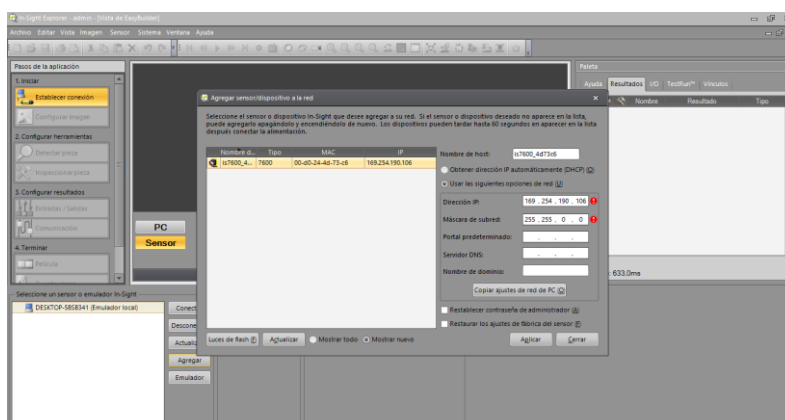 In-Sight Explorer - admin - [Vista de EasyBuilder]
Archivo Editar Vista Imagen Sensor Sistema Ventana Ayuda
Pasos de la aplicación
1. Iniciar
Establecer conexión
Configurar imagen
2. Configurar herramientas
Detectar pieza
Inspeccionar pieza
3. Configurar resultados
Entradas / Salidas
Comunicación
4. Terminar
Película
PC
Sensor
Paleta
Ayuda Resultados I/O TestRun™ Vínculos
Nombre Resultado Tipo
: 633.0ms
Agregar sensor/dispositivo a la red
Seleccione el sensor o dispositivo In-Sight que desee agregar a su red. Si el sensor o dispositivo deseado no aparece en la lista,
puede agregarlo apagándolo y encendiéndolo de nuevo. Los dispositivos pueden tardar hasta 60 segundos en aparecer en la lista
después conectar la alimentación.
Nombre d... Tipo MAC IP
is7600_4... 7600 00-d0-24-4d-73-c6 169.254.190.106
Nombre de host: is7600_4d73c6
Obtener dirección IP automáticamente (DHCP) (O)
Usar las siguientes opciones de red (U)
Dirección IP: 169 . 254 . 190 . 106
Máscara de subred: 255 . 255 . 0 . 0
Portal predeterminado: . . .
Servidor DNS: . . .
Nombre de dominio:
Copiar ajustes de red de PC (C)
Restablecer contraseña de administrador (A)
Restaurar los ajustes de fábrica del sensor (F)
Luces de flash (F) Actualizar Mostrar todo Mostrar nuevo
Aplicar Cerrar
Seleccione un sensor o emulador In-Sight
DESKTOP-58S8341 (Emulador local)
Conect
Descone
Actualiz
Agregar
Emulador